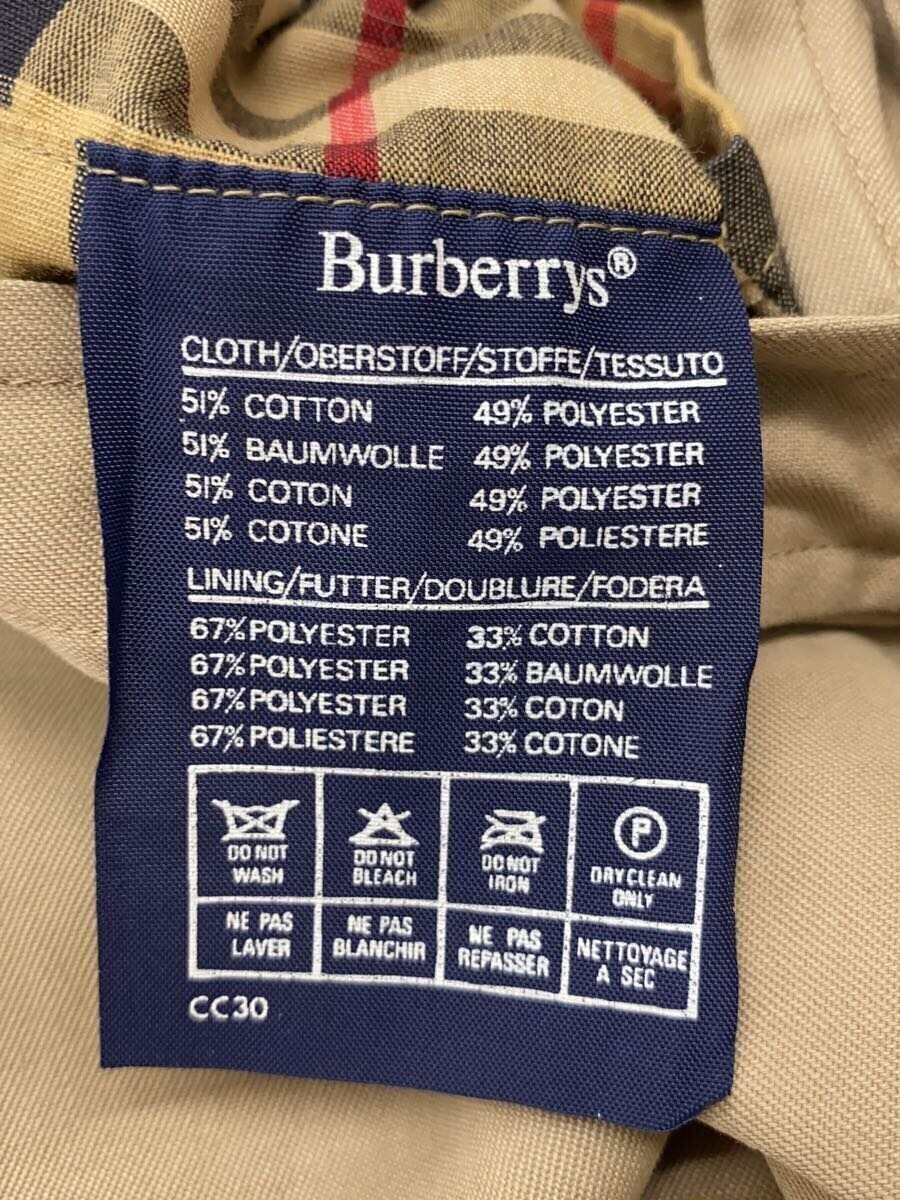 Burberrys®
CLOTH/OBERSTOFF/STOFFE/TESSUTO
51% COTTON 49% POLYESTER
51% BAUMWOLLE 49% POLYESTER
51% COTON 49% POLYESTER
51% COTONE 49% POLIESTERE
LINING/FUTTER/DOUBLURE/FODERA
67% POLYESTER 33% COTTON
67% POLYESTER 33% BAUMWOLLE
67% POLYESTER 33% COTON
67% POLIESTERE 33% COTONE
P
DO NOT WASH
DO NOT BLEACH
DO NOT IRON
DRYCLEAN ONLY
NE PAS LAVER
NE PAS BLANCHIR
NE PAS REPASSER
NETTOYAGE A SEC
CC30